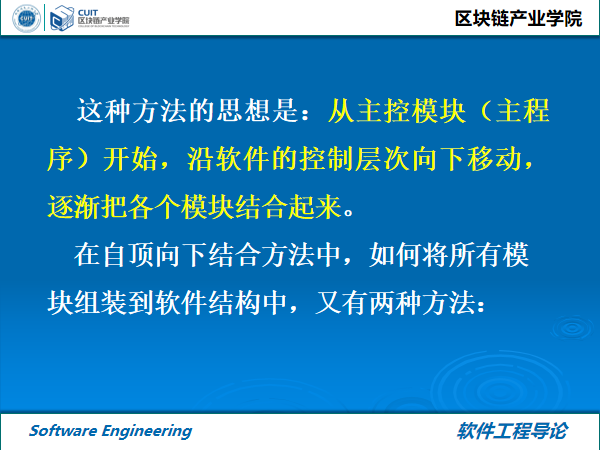 CUIT
区块链产业学院
区块链产业学院
这种方法的思想是：从主控模块（主程
序）开始，沿软件的控制层次向下移动，
逐渐把各个模块结合起来。
在自顶向下结合方法中，如何将所有模
块组装到软件结构中，又有两种方法：
Software Engineering
软件工程导论